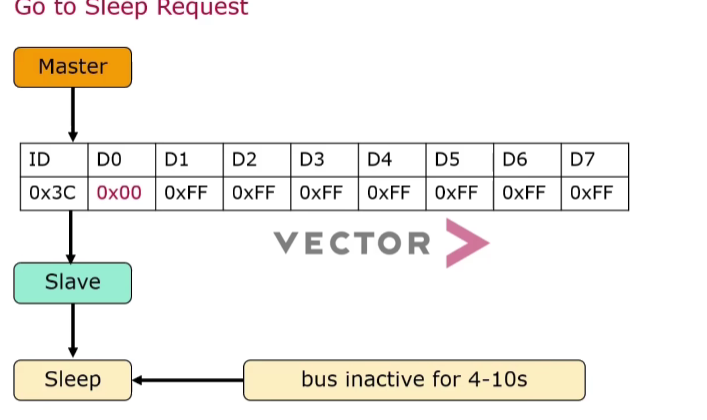 Go to Sleep Request
Master
ID D0 D1 D2 D3 D4 D5 D6 D7
0x3C 0x00 0xFF 0xFF 0xFF 0xFF 0xFF 0xFF 0xFF
VECTOR
Slave
Sleep bus inactive for 4-10s